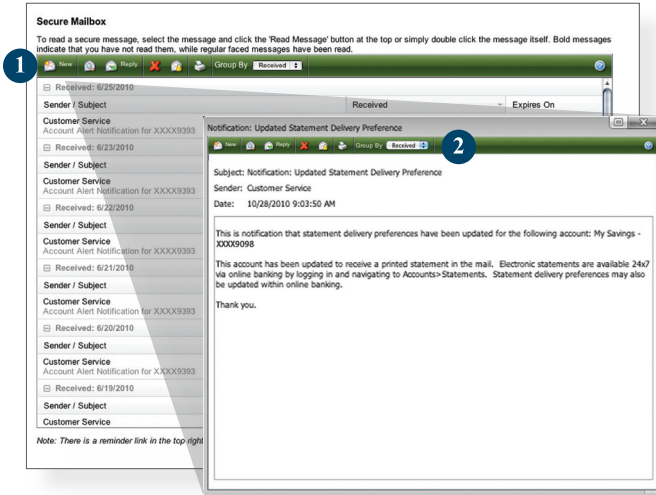 Secure Mailbox
To read a secure message, select the message and click the 'Read Message' button at the top or simply double click the message itself. Bold messages
indicate that you have not read them, while regular faced messages have been read.
1
New Reply Group By Received
Received: 6/25/2010
Sender / Subject Received Expires On
Customer Service
Account Alert Notification for XXXX9393
Received: 6/23/2010
Sender / Subject
Customer Service
Account Alert Notification for XXXX9393
Received: 6/22/2010
Sender / Subject
Customer Service
Account Alert Notification for XXXX9393
Received: 6/21/2010
Sender / Subject
Customer Service
Account Alert Notification for XXXX9393
Received: 6/20/2010
Sender / Subject
Customer Service
Account Alert Notification for XXXX9393
Received: 6/19/2010
Sender / Subject
Customer Service
Note: There is a reminder link in the top right
Notification: Updated Statement Delivery Preference
New Reply Group By Received
2
Subject: Notification: Updated Statement Delivery Preference
Sender: Customer Service
Date: 10/28/2010 9:03:50 AM
This is notification that statement delivery preferences have been updated for the following account: My Savings -
XXXX9098
This account has been updated to receive a printed statement in the mail. Electronic statements are available 24x7
via online banking by logging in and navigating to Accounts>Statements. Statement delivery preferences may also
be updated within online banking.
Thank you.